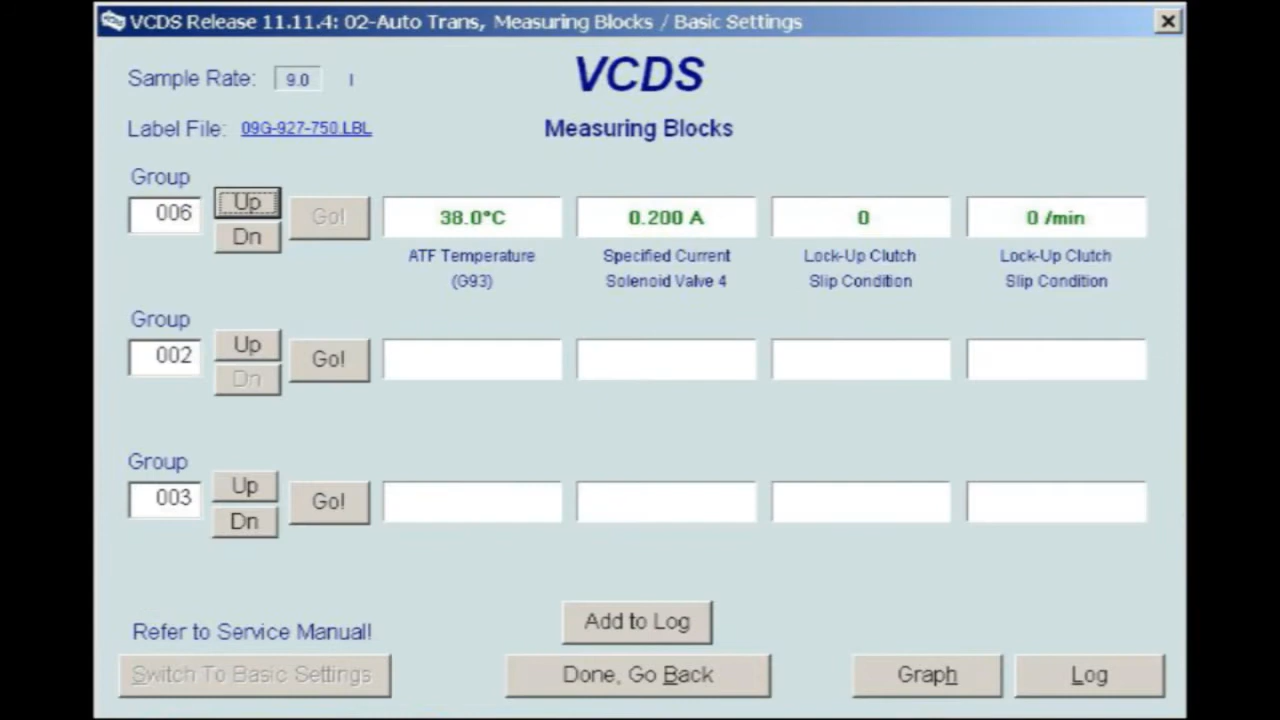 VCDS Release 11.11.4: 02-Auto Trans, Measuring Blocks / Basic Settings
Sample Rate: 9.0 I
VCDS
Label File: 09G-927-750.LBL
Measuring Blocks
Group
006 Up Dn Go! 38.0°C 0.200 A 0 0 /min
ATF Temperature (G93)
Specified Current Solenoid Valve 4
Lock-Up Clutch Slip Condition
Lock-Up Clutch Slip Condition
Group
002 Up Dn Go!
Group
003 Up Dn Go!
Refer to Service Manual!
Add to Log
Switch To Basic Settings
Done, Go Back
Graph
Log